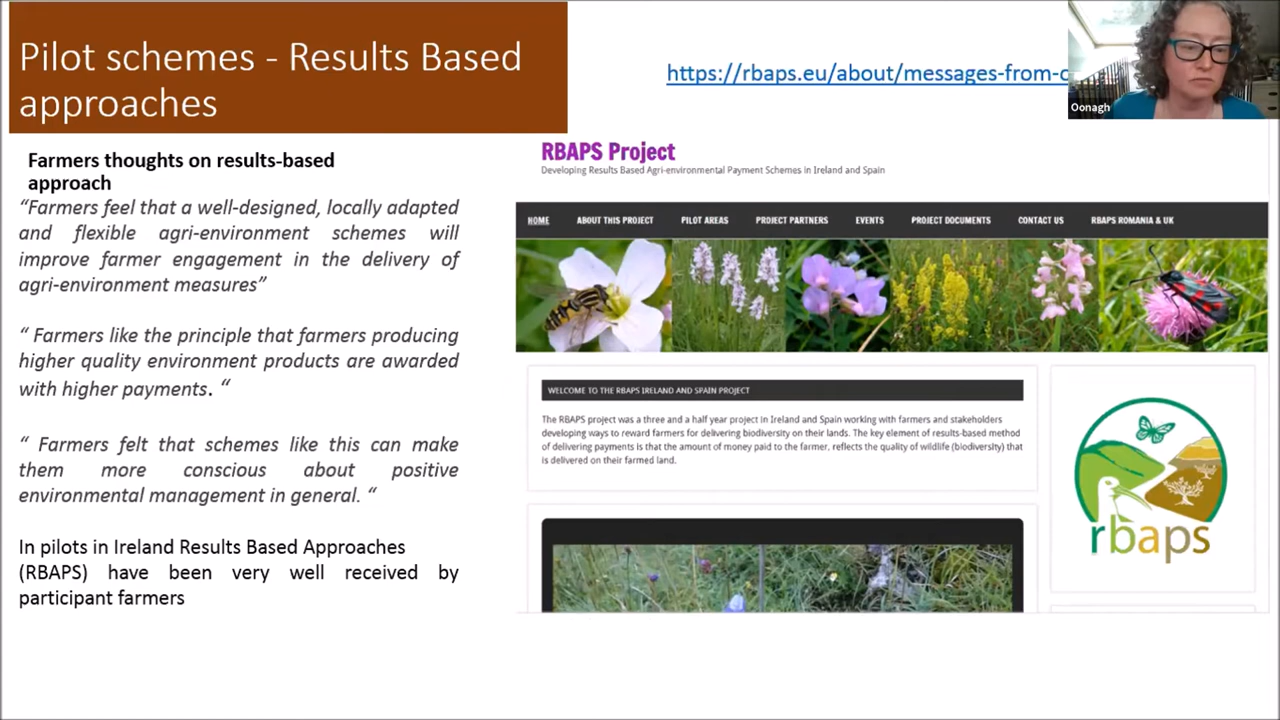 Pilot schemes - Results Based
approaches
https://rbaps.eu/about/messages-from-
Oonagh
Farmers thoughts on results-based
approach
“Farmers feel that a well-designed, locally adapted
and flexible agri-environment schemes will
improve farmer engagement in the delivery of
agri-environment measures”
“ Farmers like the principle that farmers producing
higher quality environment products are awarded
with higher payments. “
“ Farmers felt that schemes like this can make
them more conscious about positive
environmental management in general. “
In pilots in Ireland Results Based Approaches
(RBAPS) have been very well received by
participant farmers
RBAPS Project
Developing Results Based Agri-environmental Payment Schemes in Ireland and Spain
HOME ABOUT THIS PROJECT PILOT AREAS PROJECT PARTNERS EVENTS PROJECT DOCUMENTS CONTACT US RBAPS ROMANIA & UK
WELCOME TO THE RBAPS IRELAND AND SPAIN PROJECT
The RBAPS project was a three and a half year project in Ireland and Spain working with farmers and stakeholders
developing ways to reward farmers for delivering biodiversity on their lands. The key element of results-based method
of delivering payments is that the amount of money paid to the farmer, reflects the quality of wildlife (biodiversity) that
is delivered on their farmed land.
rbaps